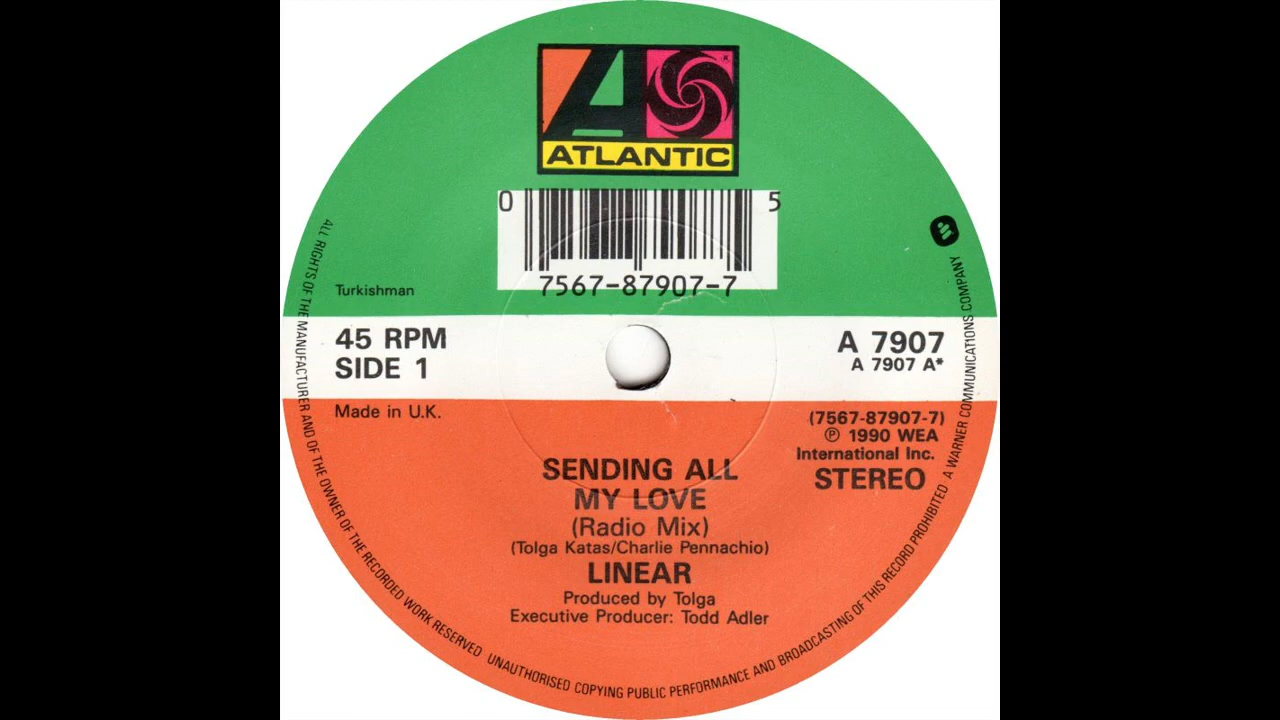 ATLANTIC
0 5
7567-87907-7
Turkishman
45 RPM
SIDE 1
A 7907
A 7907 A*
Made in U.K.
(7567-87907-7)
℗ 1990 WEA
International Inc.
STEREO
SENDING ALL
MY LOVE
(Radio Mix)
(Tolga Katas/Charlie Pennachio)
LINEAR
Produced by Tolga
Executive Producer: Todd Adler
ALL RIGHTS OF THE MANUFACTURER AND OF THE OWNER OF THE RECORDED WORK RESERVED UNAUTHORISED COPYING PUBLIC PERFORMANCE AND BROADCASTING OF THIS RECORD PROHIBITED A WARNER COMMUNICATIONS COMPANY